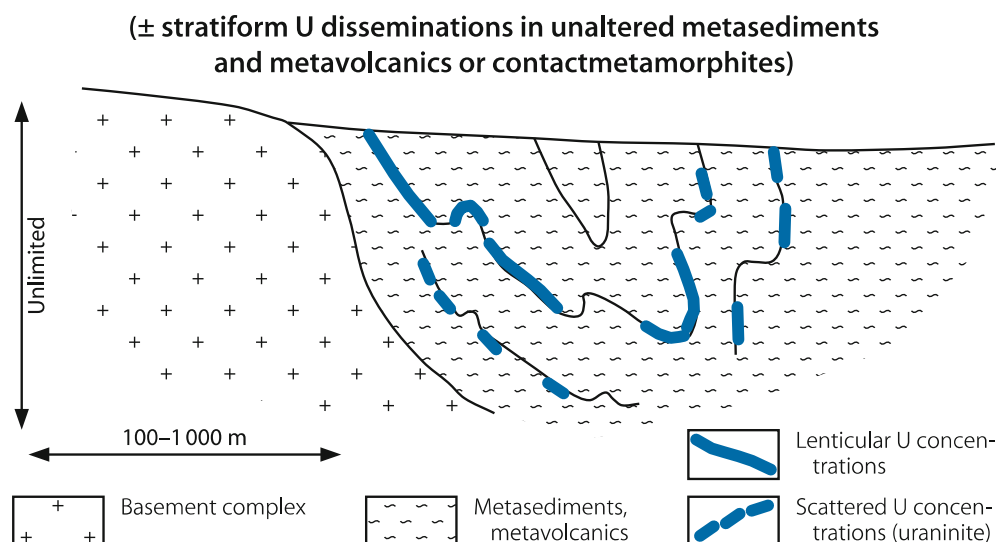 (± stratiform U disseminations in unaltered metasediments
and metavolcanics or contactmetamorphites)
Unlimited
100–1 000 m
Lenticular U concen-
trations
Basement complex
Metasediments,
metavolcanics
Scattered U concen-
trations (uraninite)